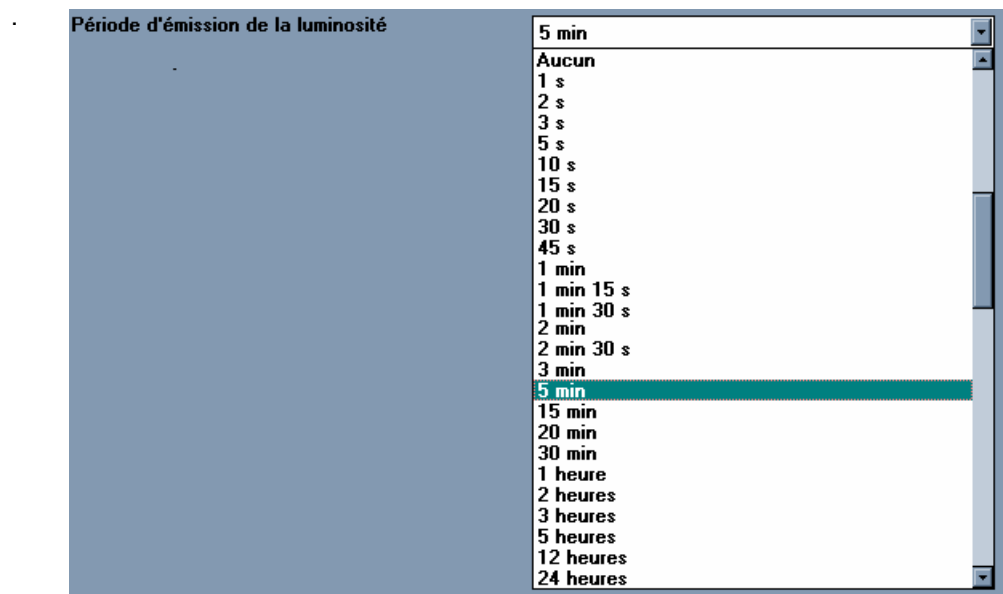 Période d'émission de la luminosité
5 min
Aucun
1 s
2 s
3 s
5 s
10 s
15 s
20 s
30 s
45 s
1 min
1 min 15 s
1 min 30 s
2 min
2 min 30 s
3 min
5 min
15 min
20 min
30 min
1 heure
2 heures
3 heures
5 heures
12 heures
24 heures